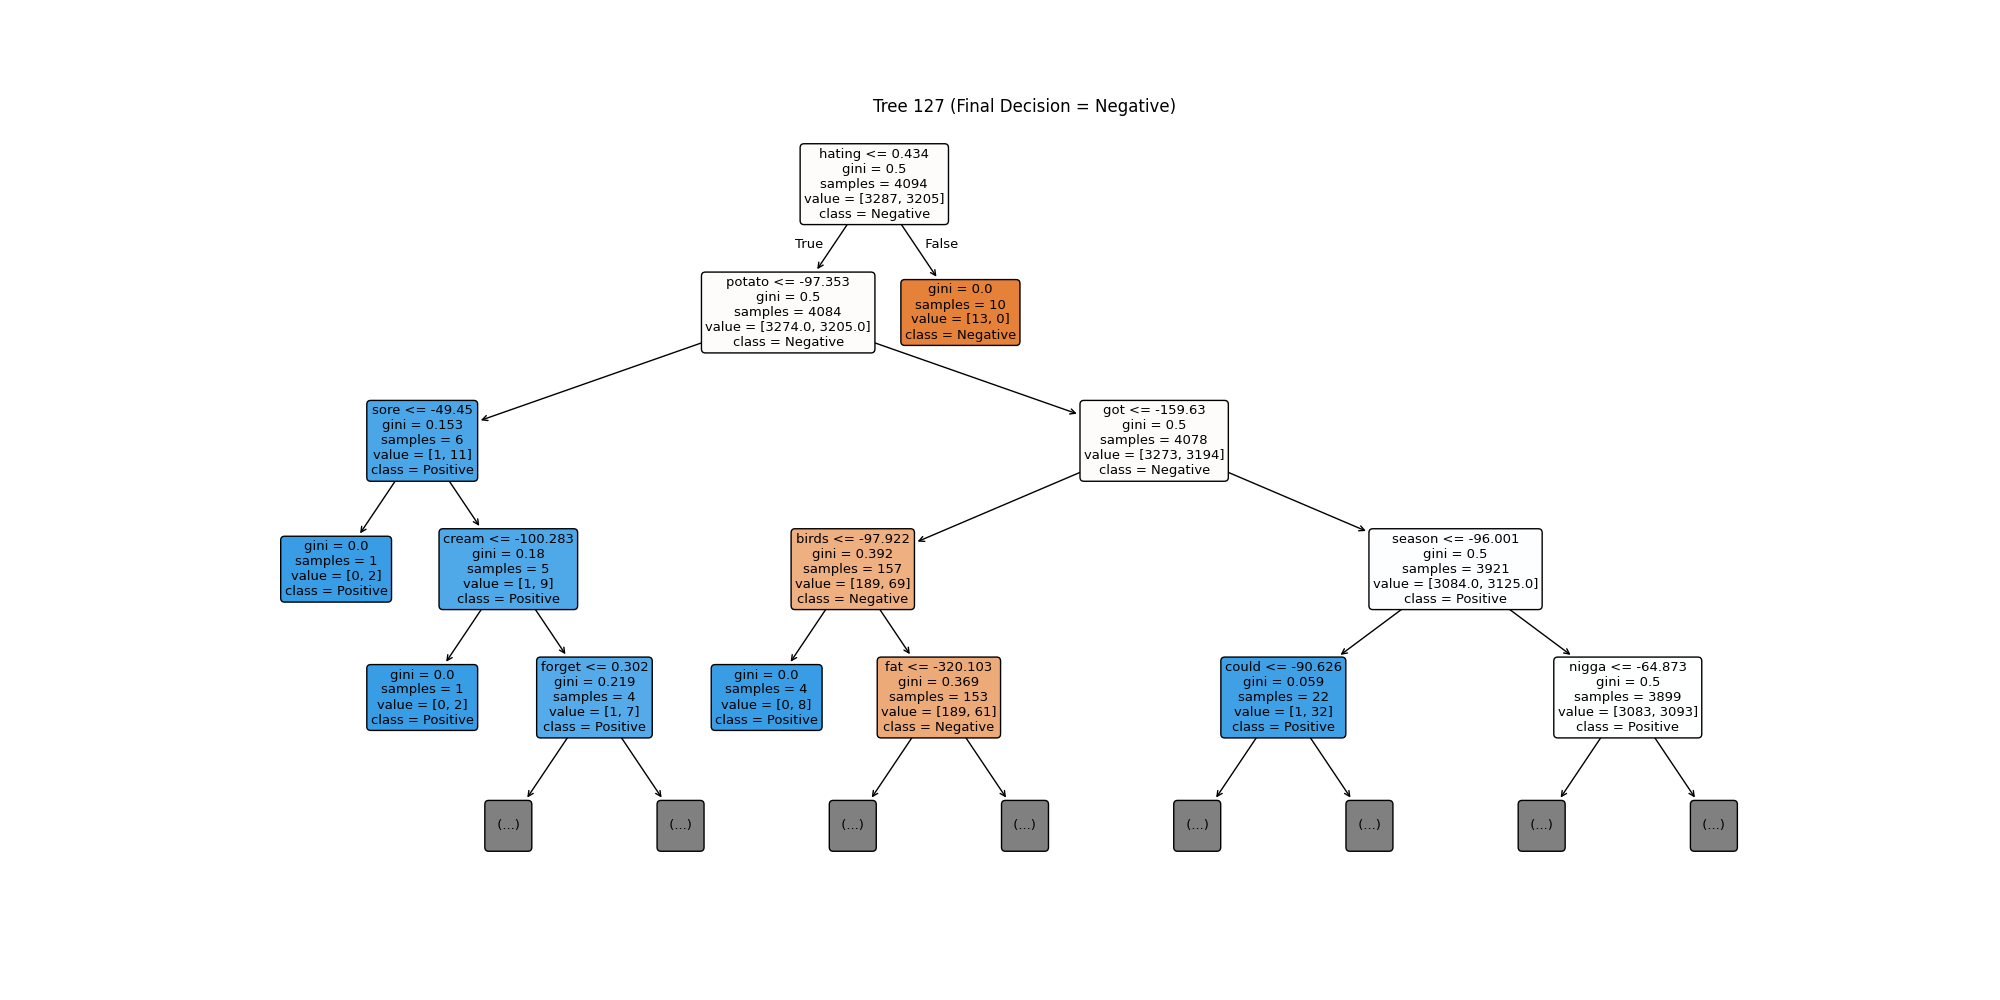 Tree 127 (Final Decision = Negative)
hating <= 0.434
gini = 0.5
samples = 4094
value = [3287, 3205]
class = Negative
True
False
potato <= -97.353
gini = 0.5
samples = 4084
value = [3274.0, 3205.0]
class = Negative
gini = 0.0
samples = 10
value = [13, 0]
class = Negative
sore <= -49.45
gini = 0.153
samples = 6
value = [1, 11]
class = Positive
got <= -159.63
gini = 0.5
samples = 4078
value = [3273, 3194]
class = Negative
gini = 0.0
samples = 1
value = [0, 2]
class = Positive
cream <= -100.283
gini = 0.18
samples = 5
value = [1, 9]
class = Positive
birds <= -97.922
gini = 0.392
samples = 157
value = [189, 69]
class = Negative
season <= -96.001
gini = 0.5
samples = 3921
value = [3084.0, 3125.0]
class = Positive
gini = 0.0
samples = 1
value = [0, 2]
class = Positive
forget <= 0.302
gini = 0.219
samples = 4
value = [1, 7]
class = Positive
gini = 0.0
samples = 4
value = [0, 8]
class = Positive
fat <= -320.103
gini = 0.369
samples = 153
value = [189, 61]
class = Negative
could <= -90.626
gini = 0.059
samples = 22
value = [1, 32]
class = Positive
nigga <= -64.873
gini = 0.5
samples = 3899
value = [3083, 3093]
class = Positive
(...)
(...)
(...)
(...)
(...)
(...)
(...)
(...)